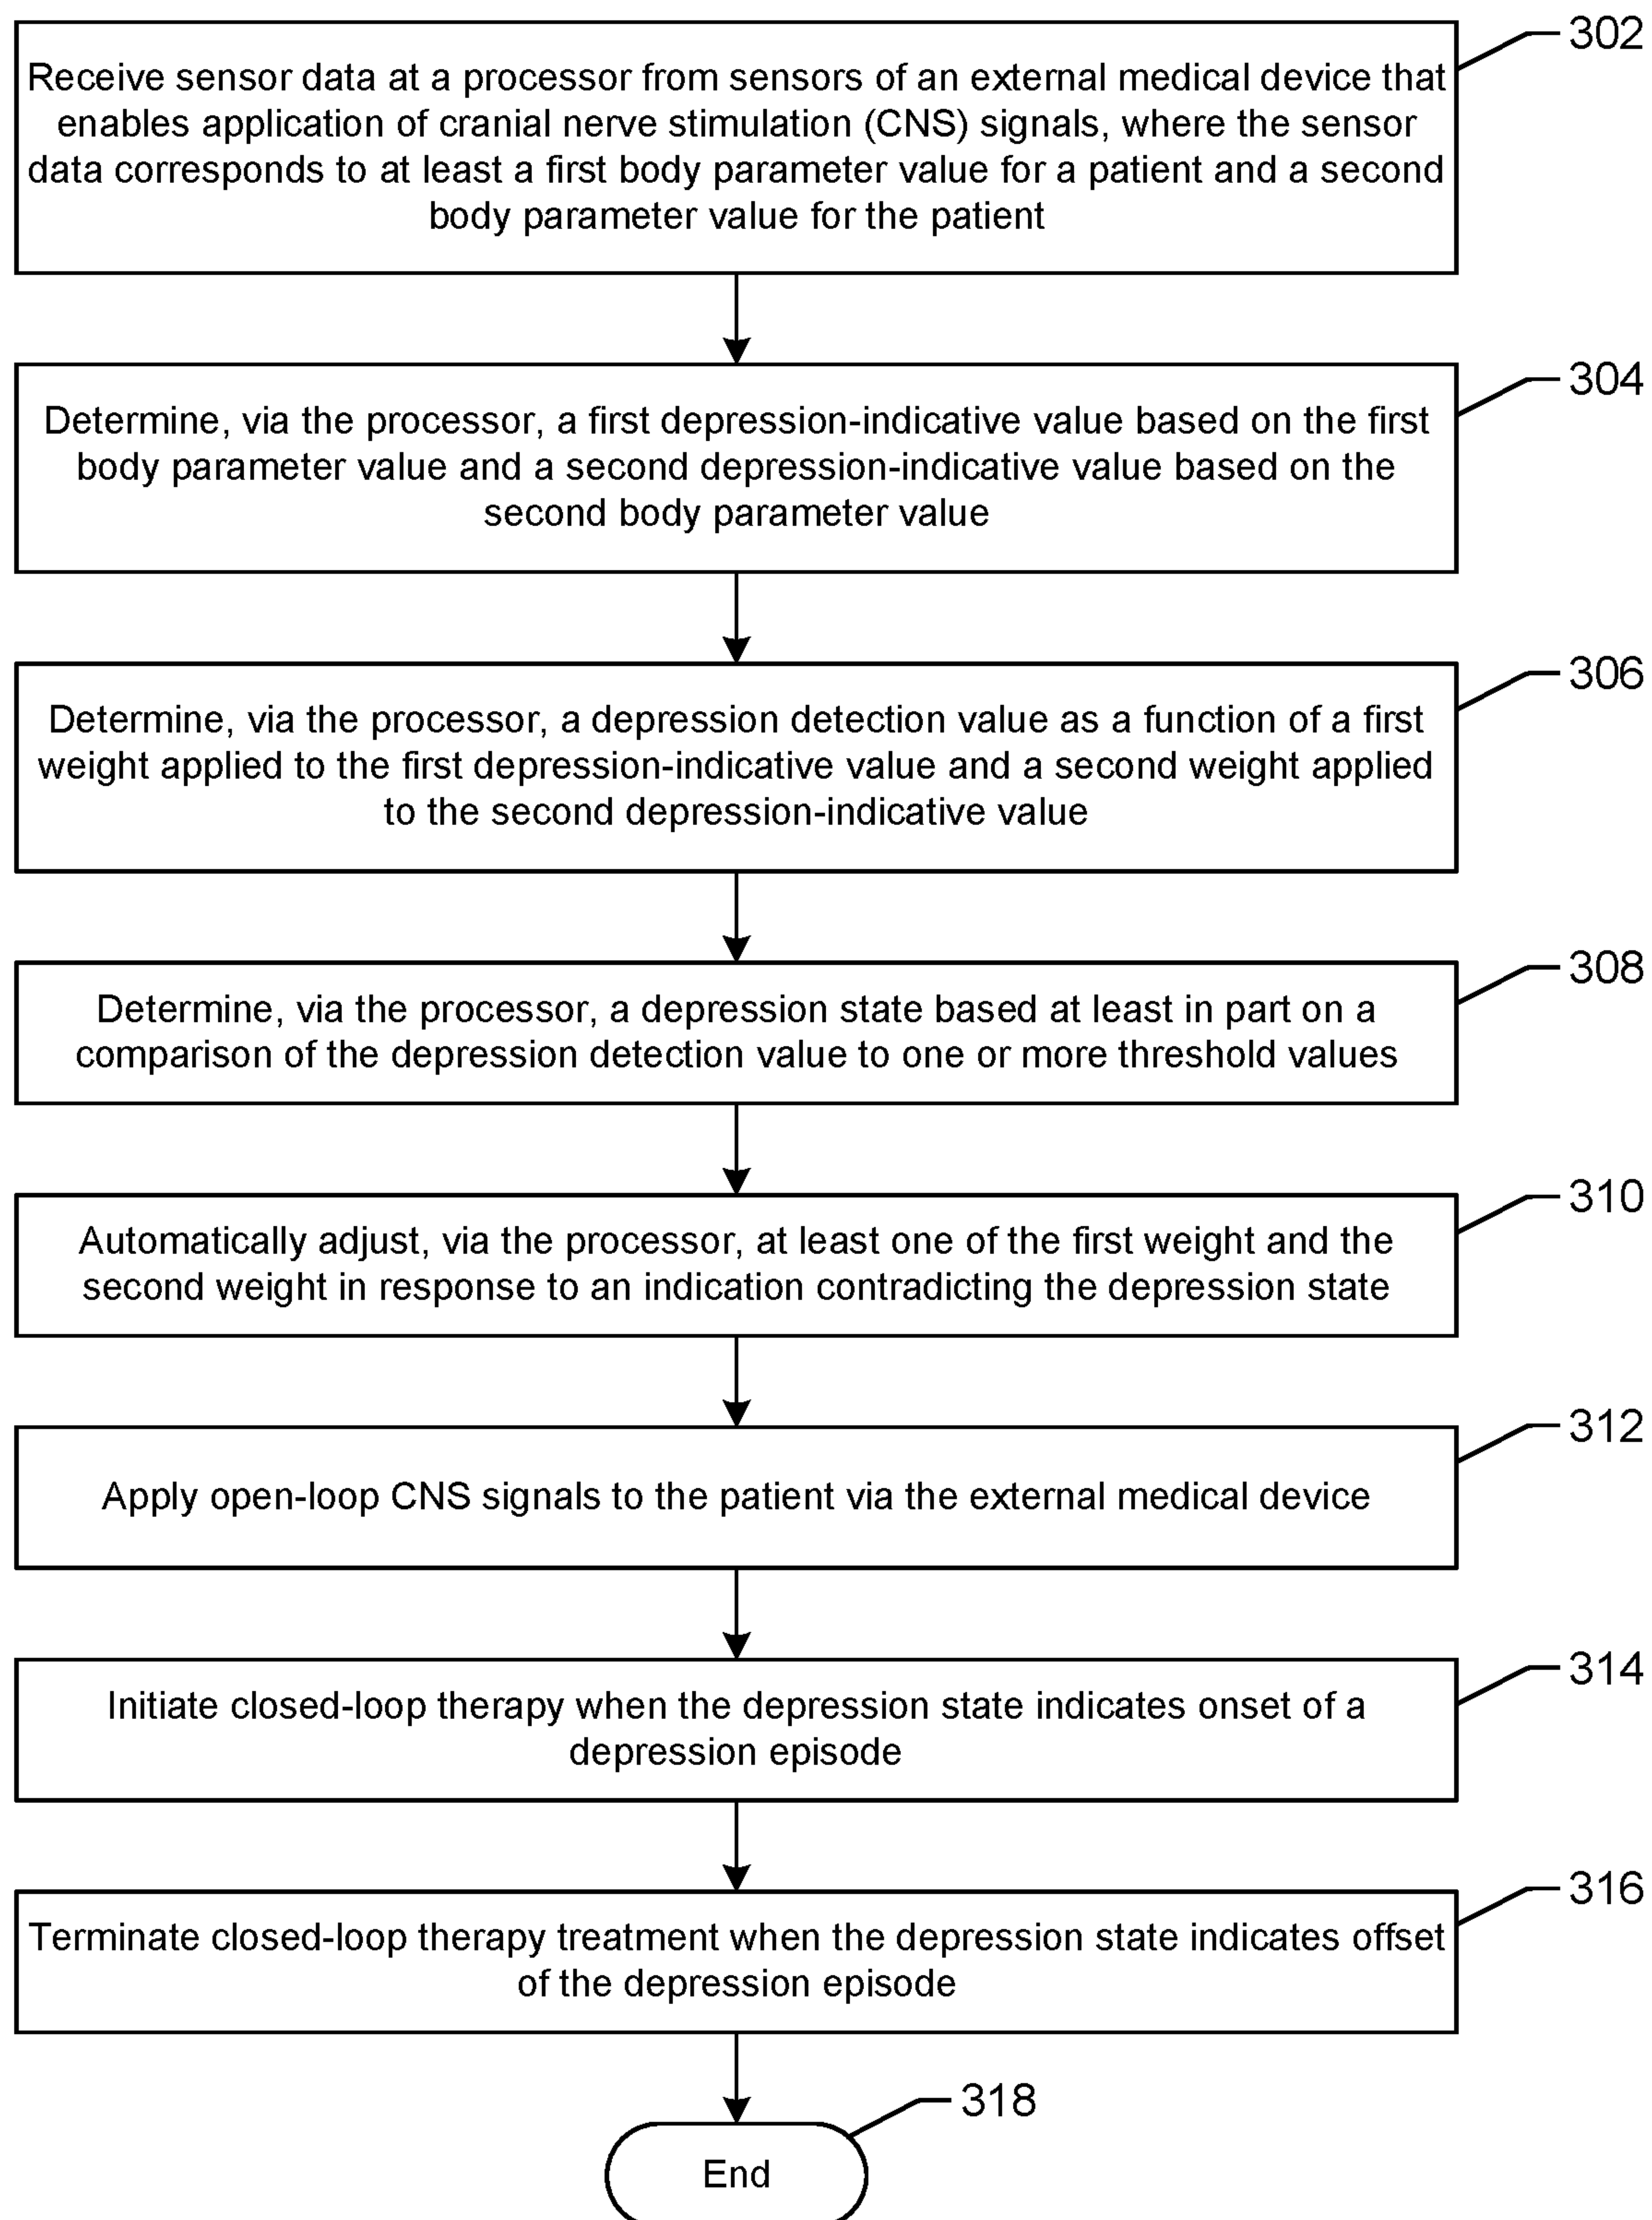 302
Receive sensor data at a processor from sensors of an external medical device that
enables application of cranial nerve stimulation (CNS) signals, where the sensor
data corresponds to at least a first body parameter value for a patient and a second
body parameter value for the patient
304
Determine, via the processor, a first depression-indicative value based on the first
body parameter value and a second depression-indicative value based on the
second body parameter value
306
Determine, via the processor, a depression detection value as a function of a first
weight applied to the first depression-indicative value and a second weight applied
to the second depression-indicative value
308
Determine, via the processor, a depression state based at least in part on a
comparison of the depression detection value to one or more threshold values
310
Automatically adjust, via the processor, at least one of the first weight and the
second weight in response to an indication contradicting the depression state
312
Apply open-loop CNS signals to the patient via the external medical device
314
Initiate closed-loop therapy when the depression state indicates onset of a
depression episode
316
Terminate closed-loop therapy treatment when the depression state indicates offset
of the depression episode
318
End